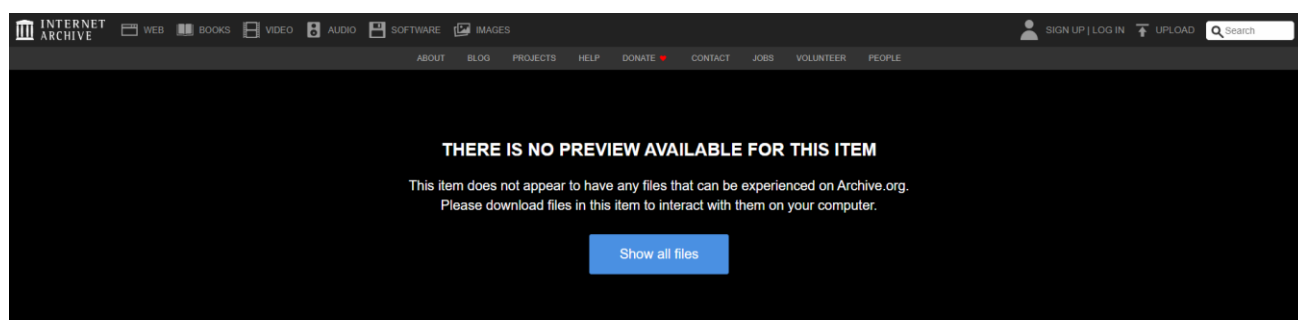 INTERNET
ARCHIVE
WEB BOOKS VIDEO AUDIO SOFTWARE IMAGES SIGN UP | LOG IN UPLOAD Search
ABOUT BLOG PROJECTS HELP DONATE CONTACT JOBS VOLUNTEER PEOPLE
THERE IS NO PREVIEW AVAILABLE FOR THIS ITEM
This item does not appear to have any files that can be experienced on Archive.org.
Please download files in this item to interact with them on your computer.
Show all files